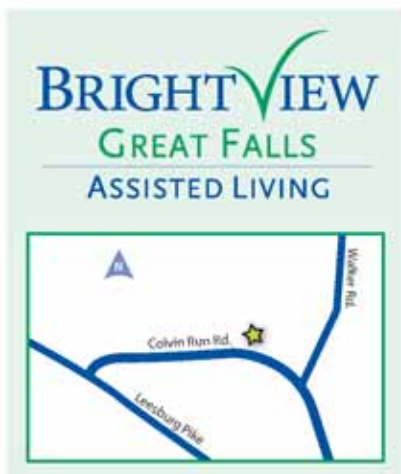 BRIGHTVIEW
GREAT FALLS
ASSISTED LIVING
N
Walker Rd.
Colvin Run Rd.
Leesburg Pike